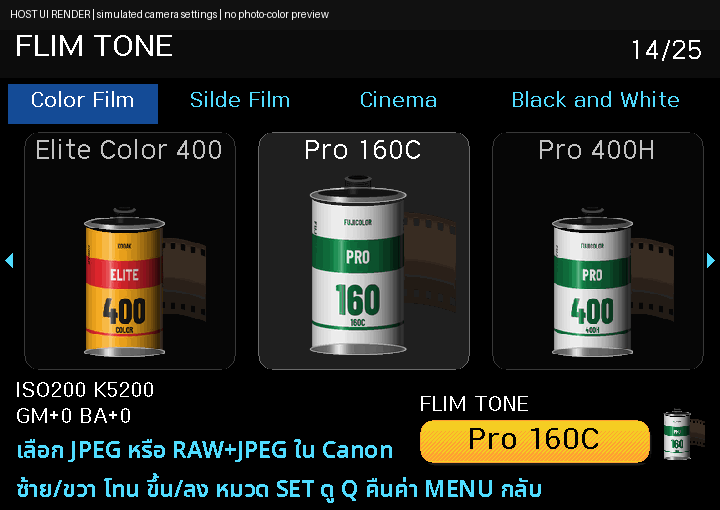 HOST UI RENDER | simulated camera settings | no photo-color preview
FLIM TONE
14/25
Color Film
Silde Film
Cinema
Black and White
Elite Color 400
Pro 160C
Pro 400H
KODAK
ELITE
400
COLOR
FUJICOLOR
PRO
160
160C
FUJICOLOR
PRO
400
400H
ISO200 K5200
GM+0 BA+0
FLIM TONE
Pro 160C
PRO
160
เลือก JPEG หรือ RAW+JPEG ใน Canon
ซ้าย/ขวา โทน ขึ้น/ลง หมวด SET ดู Q คืนค่า MENU กลับ